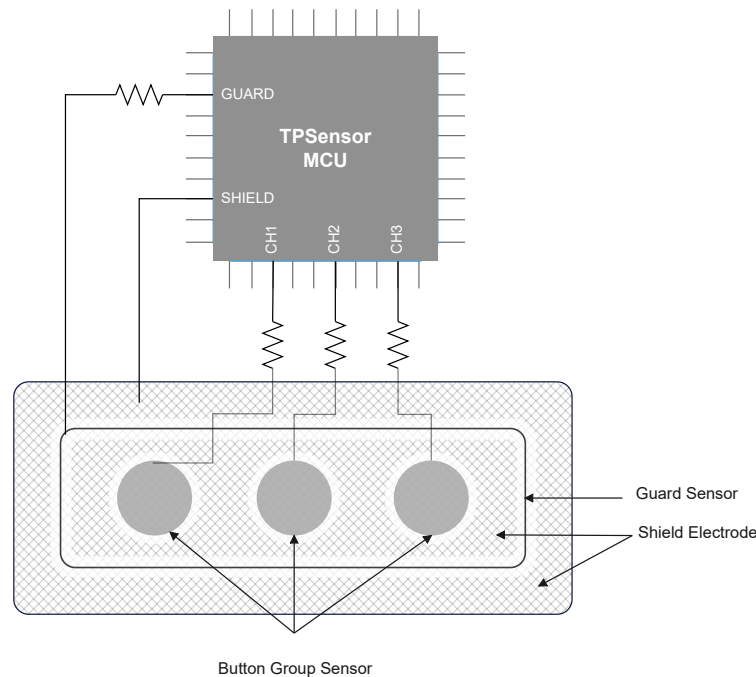 GUARD
TPSensor
MCU
SHIELD
CH1
CH2
CH3
Guard Sensor
Shield Electrode
Button Group Sensor